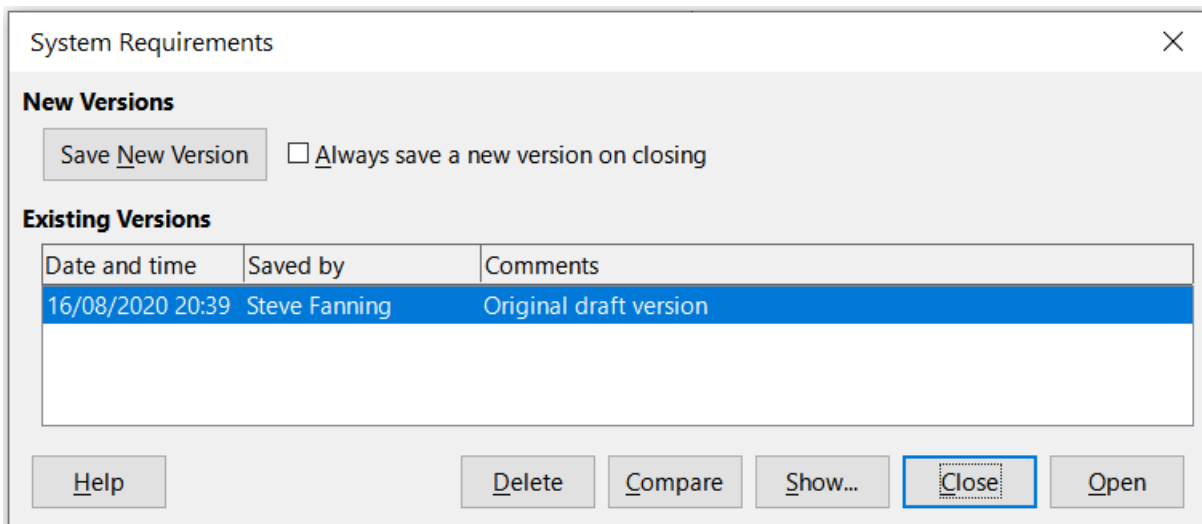 System Requirements
New Versions
Save New Version Always save a new version on closing
Existing Versions
Date and time Saved by Comments
16/08/2020 20:39 Steve Fanning Original draft version
Help Delete Compare Show... Close Open